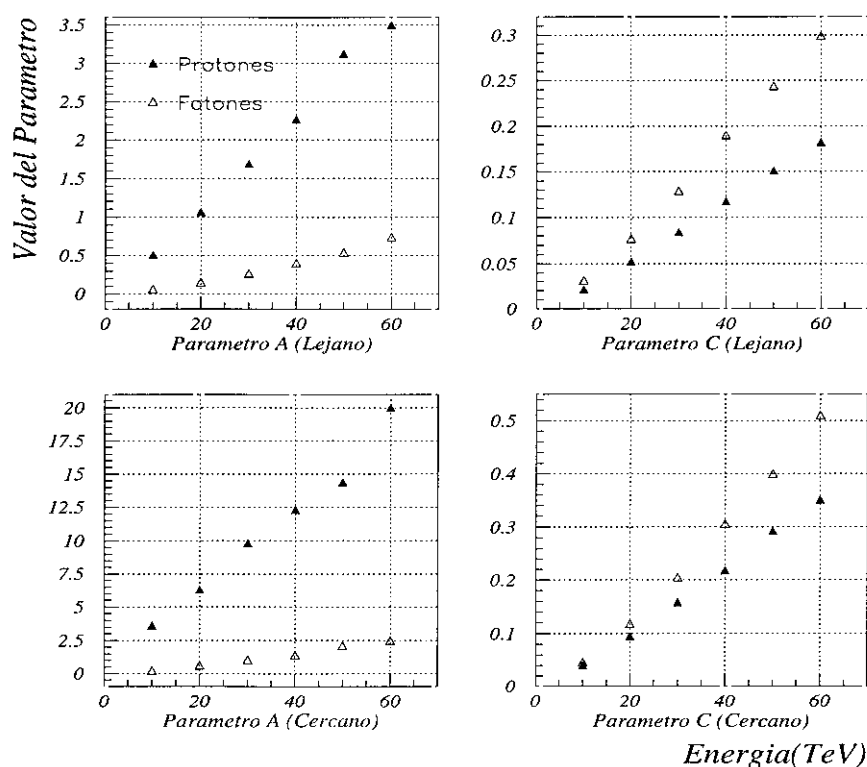 Valor del Parametro
3.5
3
2.5
2
1.5
1
0.5
0
▲ Protones
△ Fotones
0 20 40 60
Parametro A (Lejano)
0.3
0.25
0.2
0.15
0.1
0.05
0
0 20 40 60
Parametro C (Lejano)
20
17.5
15
12.5
10
7.5
5
2.5
0
0 20 40 60
Parametro A (Cercano)
0.5
0.4
0.3
0.2
0.1
0
0 20 40 60
Parametro C (Cercano)
Energia(TeV)